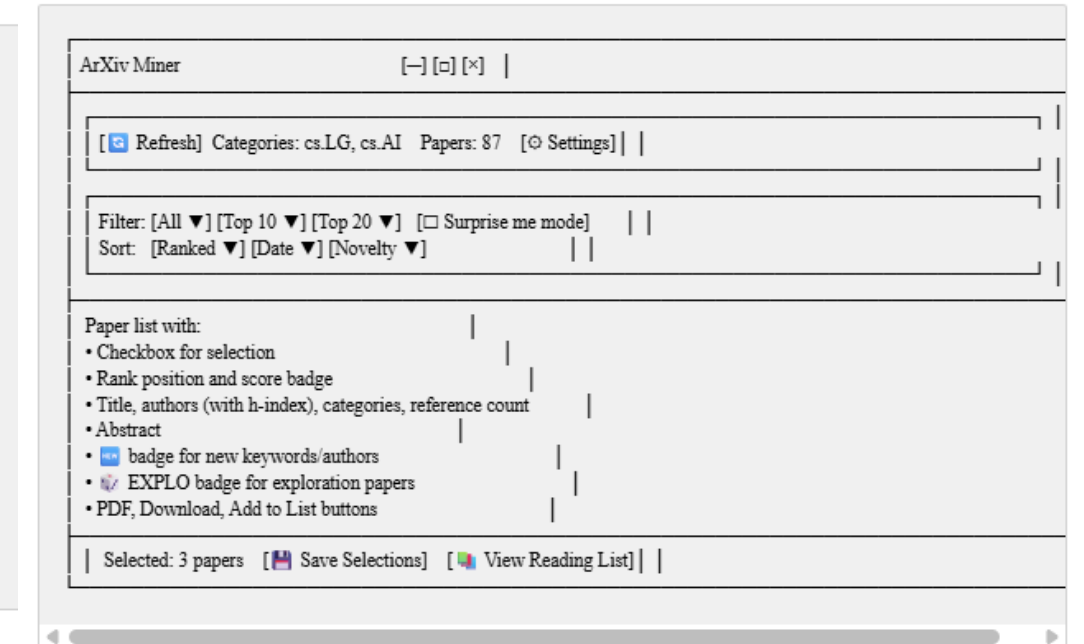 ArXiv Miner [—] [□] [×]
[🔄 Refresh] Categories: cs.LG, cs.AI Papers: 87 [⚙ Settings]
Filter: [All ▼] [Top 10 ▼] [Top 20 ▼] [☐ Surprise me mode]
Sort: [Ranked ▼] [Date ▼] [Novelty ▼]
Paper list with:
• Checkbox for selection
• Rank position and score badge
• Title, authors (with h-index), categories, reference count
• Abstract
• 🆕 badge for new keywords/authors
• 🎲 EXPLO badge for exploration papers
• PDF, Download, Add to List buttons
Selected: 3 papers [💾 Save Selections] [📚 View Reading List]